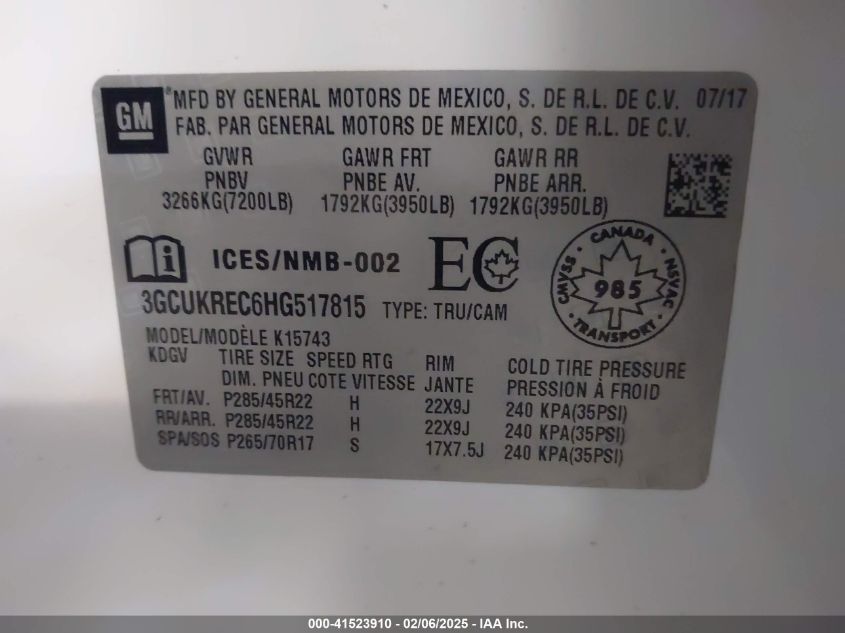 GM
®MFD BY GENERAL MOTORS DE MEXICO, S. DE R.L. DE C.V. 07/17
FAB. PAR GENERAL MOTORS DE MEXICO, S. DE R.L. DE C.V.
GVWR GAWR FRT GAWR RR
PNBV PNBE AV. PNBE ARR.
3266KG(7200LB) 1792KG(3950LB) 1792KG(3950LB)
i ICES/NMB-002 EC
CANADA
CMVSS 985 NSVAC
TRANSPORT
3GCUKREC6HG517815 TYPE: TRU/CAM
MODEL/MODÈLE K15743
KDGV TIRE SIZE SPEED RTG RIM COLD TIRE PRESSURE
DIM. PNEU COTE VITESSE JANTE PRESSION À FROID
FRT/AV. P285/45R22 H 22X9J 240 KPA(35PSI)
RR/ARR. P285/45R22 H 22X9J 240 KPA(35PSI)
SPA/SOS P265/70R17 S 17X7.5J 240 KPA(35PSI)
000-41523910 - 02/06/2025 - IAA Inc.